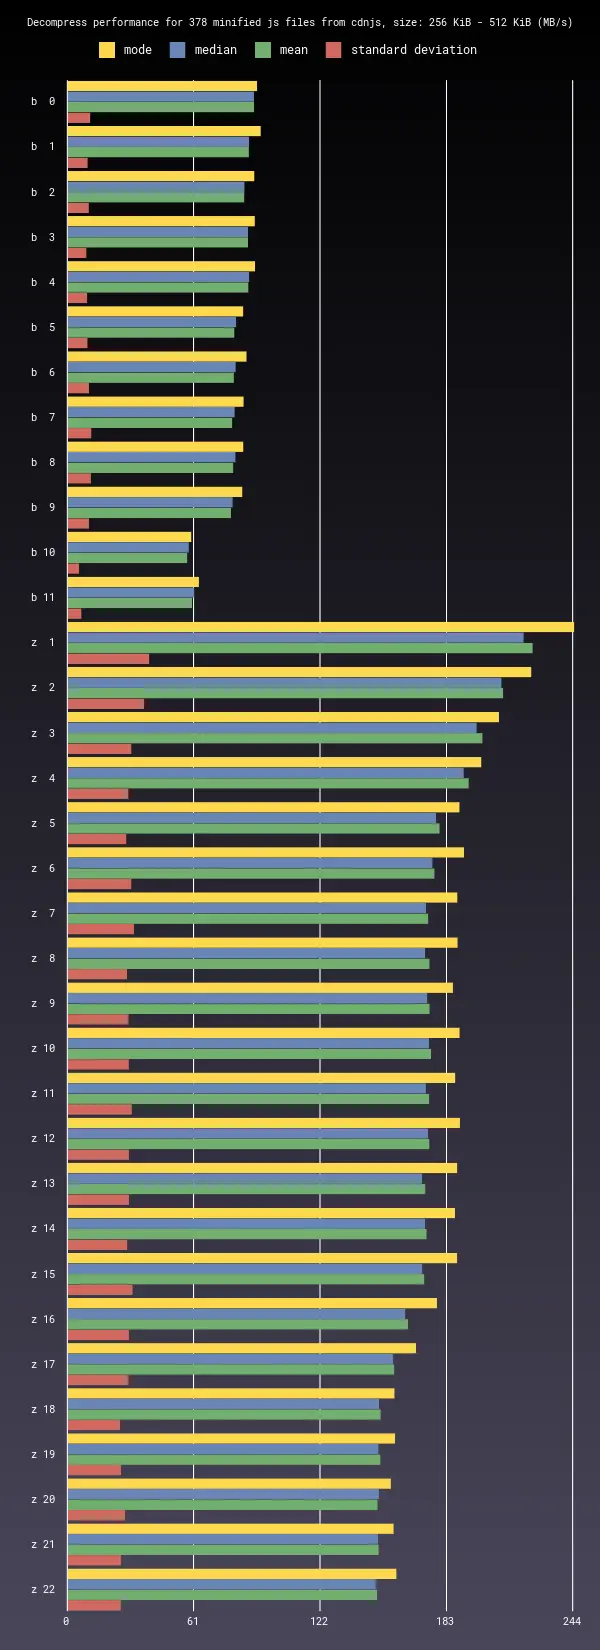 Decompress performance for 378 minified js files from cdnjs, size: 256 KiB - 512 KiB (MB/s)
mode median mean standard deviation
b 0
b 1
b 2
b 3
b 4
b 5
b 6
b 7
b 8
b 9
b 10
b 11
z 1
z 2
z 3
z 4
z 5
z 6
z 7
z 8
z 9
z 10
z 11
z 12
z 13
z 14
z 15
z 16
z 17
z 18
z 19
z 20
z 21
z 22
0 61 122 183 244